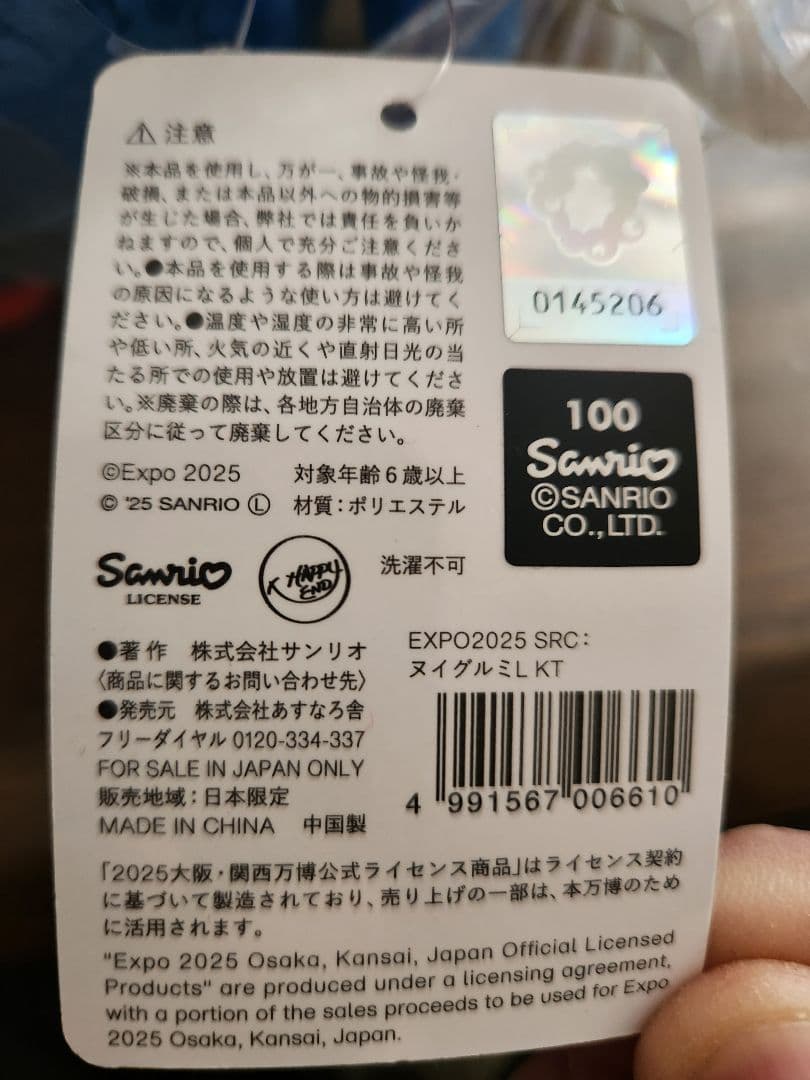 ⚠ 注意
※本品を使用し、万が一、事故や怪我・
破損、または本品以外への物的損害等
が生じた場合、弊社では責任を負いか
ねますので、個人で充分ご注意くださ
い。●本品を使用する際は事故や怪我
の原因になるような使い方は避けてく
ださい。●温度や湿度の非常に高い所
や低い所、火気の近くや直射日光の当
たる所での使用や放置は避けてくださ
い。※廃棄の際は、各地方自治体の廃棄
区分に従って廃棄してください。
©Expo 2025 対象年齢6歳以上
© '25 SANRIO Ⓛ 材質：ポリエステル
Sanrio
LICENSE
K HAPPY
END
洗濯不可
0145206
100
Sanrio
©SANRIO
CO.,LTD.
●著作 株式会社サンリオ
〈商品に関するお問い合わせ先〉
●発売元 株式会社あすなろ舎
フリーダイヤル 0120-334-337
FOR SALE IN JAPAN ONLY
販売地域：日本限定
MADE IN CHINA 中国製
EXPO2025 SRC：
ヌイグルミL KT
4 991567 006610
「2025大阪・関西万博公式ライセンス商品」はライセンス契約
に基づいて製造されており、売り上げの一部は、本万博のため
に活用されます。
"Expo 2025 Osaka, Kansai, Japan Official Licensed
Products" are produced under a licensing agreement,
with a portion of the sales proceeds to be used for Expo
2025 Osaka, Kansai, Japan.